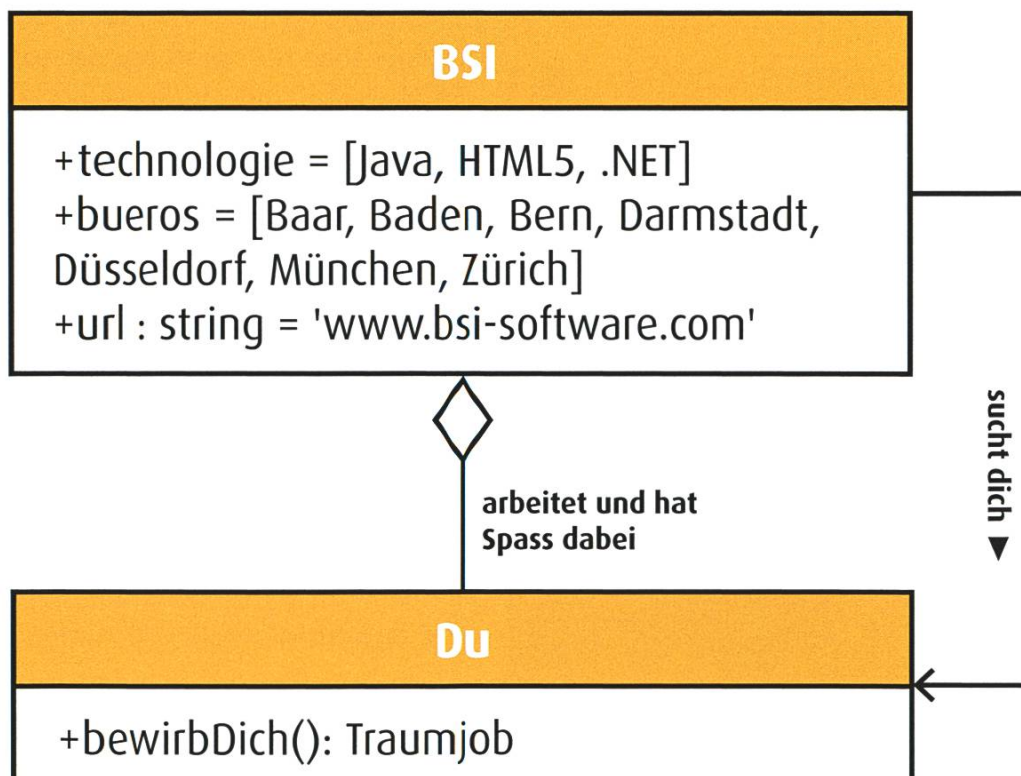 BSI
+technologie = [Java, HTML5, .NET]
+bueros = [Baar, Baden, Bern, Darmstadt,
Düsseldorf, München, Zürich]
+url : string = 'www.bsi-software.com'
sucht dich ▶
arbeitet und hat
Spass dabei
Du
+bewirbDich(): Traumjob